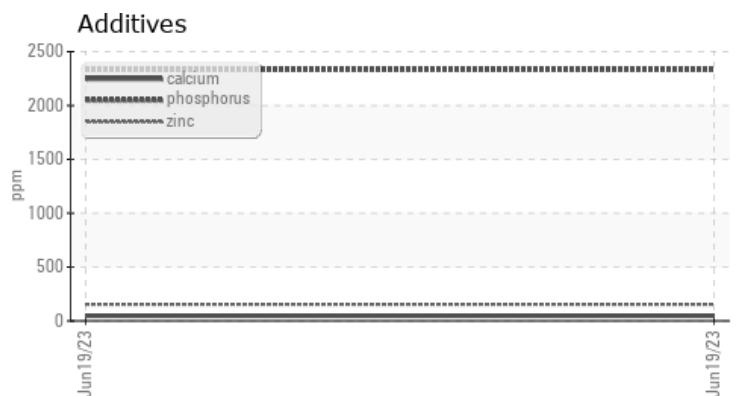 Additives
2500
2000
1500
1000
500
0
ppm
calcium
phosphorus
zinc
Jun19/23
Jun19/23